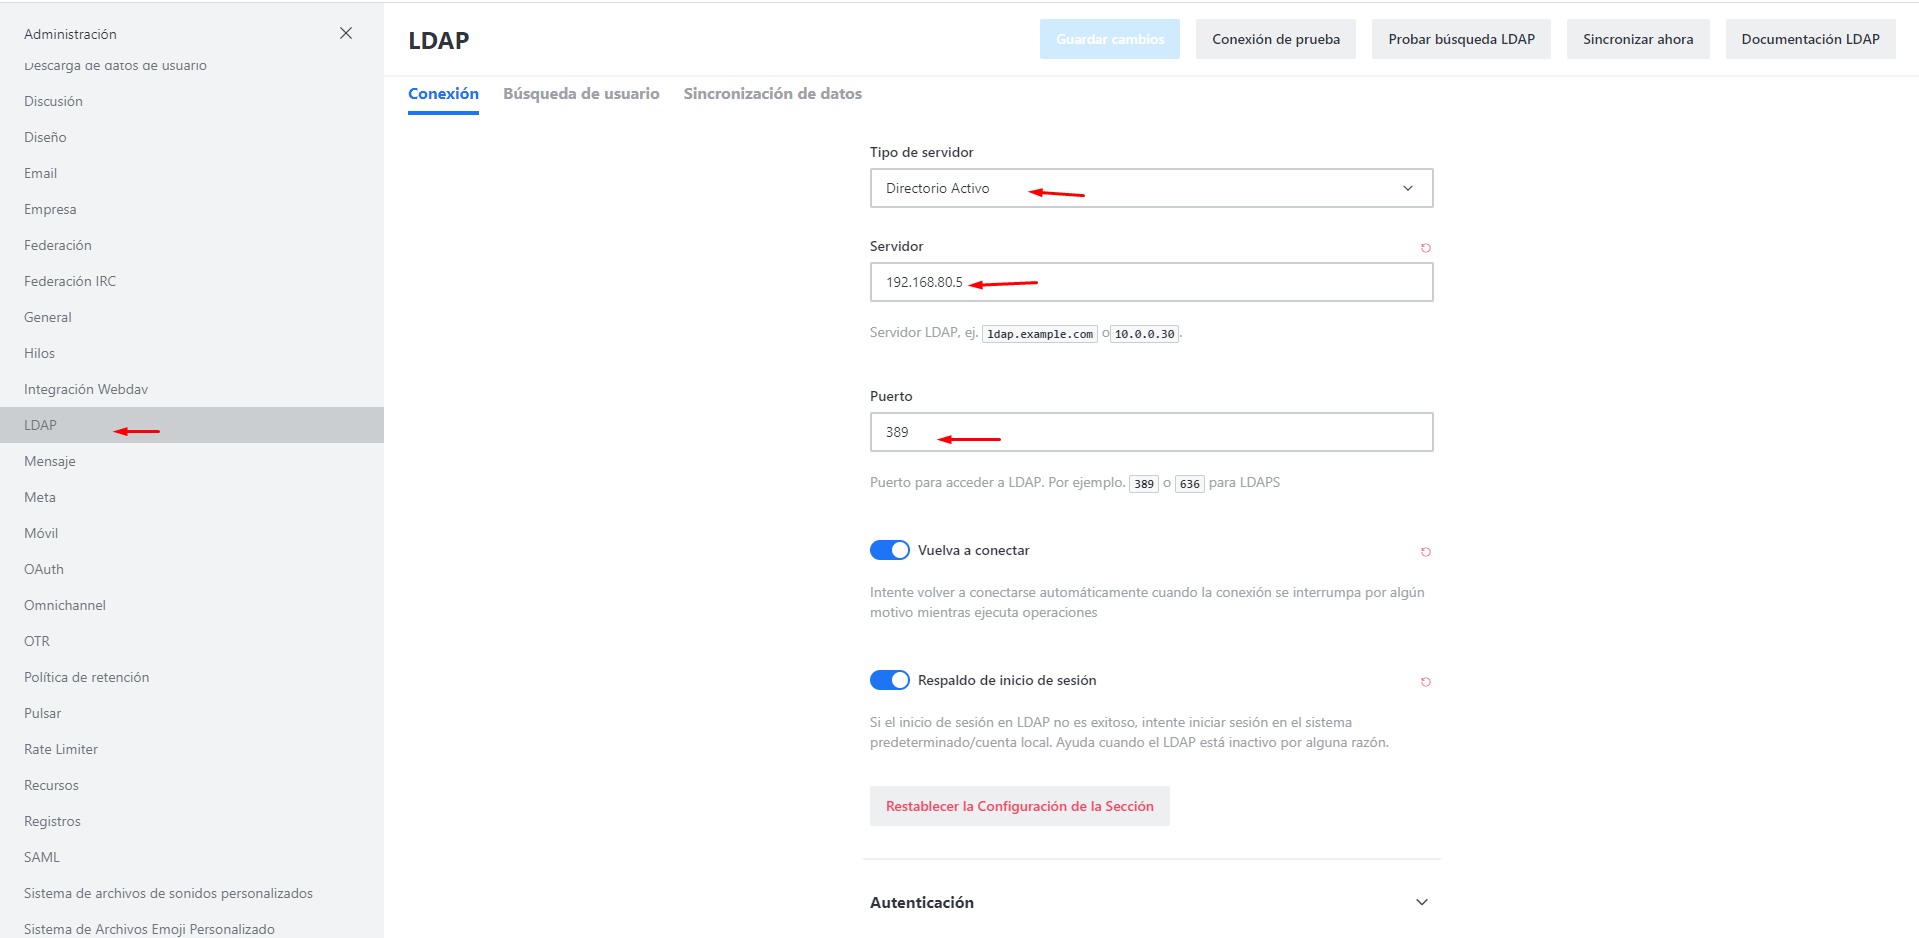 Administración
Descarga de datos de usuario
Discusión
Diseño
Email
Empresa
Federación
Federación IRC
General
Hilos
Integración Webdav
LDAP
Mensaje
Meta
Móvil
OAuth
Omnichannel
OTR
Política de retención
Pulsar
Rate Limiter
Recursos
Registros
SAML
Sistema de archivos de sonidos personalizados
Sistema de Archivos Emoji Personalizado
LDAP
Guardar cambios
Conexión de prueba
Probar búsqueda LDAP
Sincronizar ahora
Documentación LDAP
Conexión
Búsqueda de usuario
Sincronización de datos
Tipo de servidor
Directorio Activo
Servidor
192.168.80.5
Servidor LDAP, ej. ldap.example.com o 10.0.0.30.
Puerto
389
Puerto para acceder a LDAP. Por ejemplo. 389 o 636 para LDAPS
Vuelva a conectar
Intente volver a conectarse automáticamente cuando la conexión se interrumpa por algún
motivo mientras ejecuta operaciones
Respaldo de inicio de sesión
Si el inicio de sesión en LDAP no es exitoso, intente iniciar sesión en el sistema
predeterminado/cuenta local. Ayuda cuando el LDAP está inactivo por alguna razón.
Restablecer la Configuración de la Sección
Autenticación